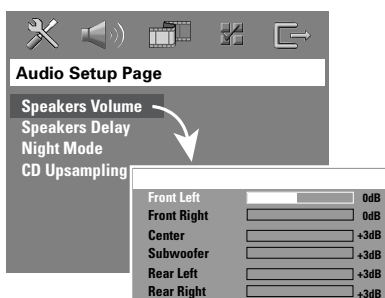 Audio Setup Page
Speakers Volume
Speakers Delay
Night Mode
CD Upsampling
Front Left 0dB
Front Right 0dB
Center +3dB
Subwoofer +3dB
Rear Left +3dB
Rear Right +3dB